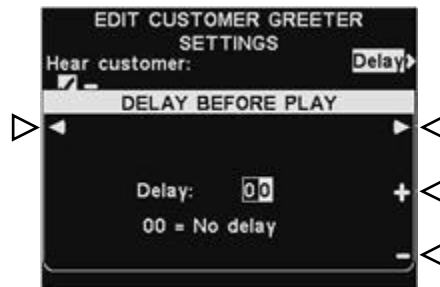 EDIT CUSTOMER GREETER
SETTINGS
Hear customer:
Delay
DELAY BEFORE PLAY
Delay: 00
00 = No delay
+
-